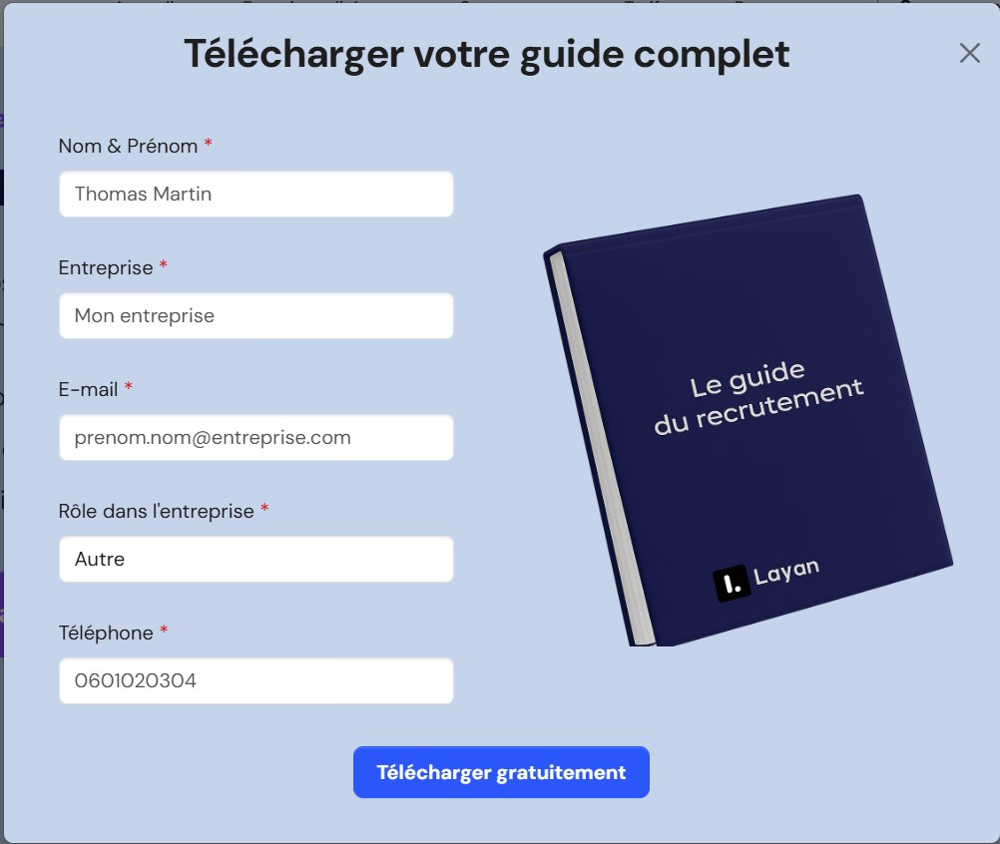 Télécharger votre guide complet
Nom & Prénom *
Thomas Martin
Entreprise *
Mon entreprise
E-mail *
prenom.nom@entreprise.com
Rôle dans l'entreprise *
Autre
Téléphone *
0601020304
Le guide
du recrutement
l. Layan
Télécharger gratuitement